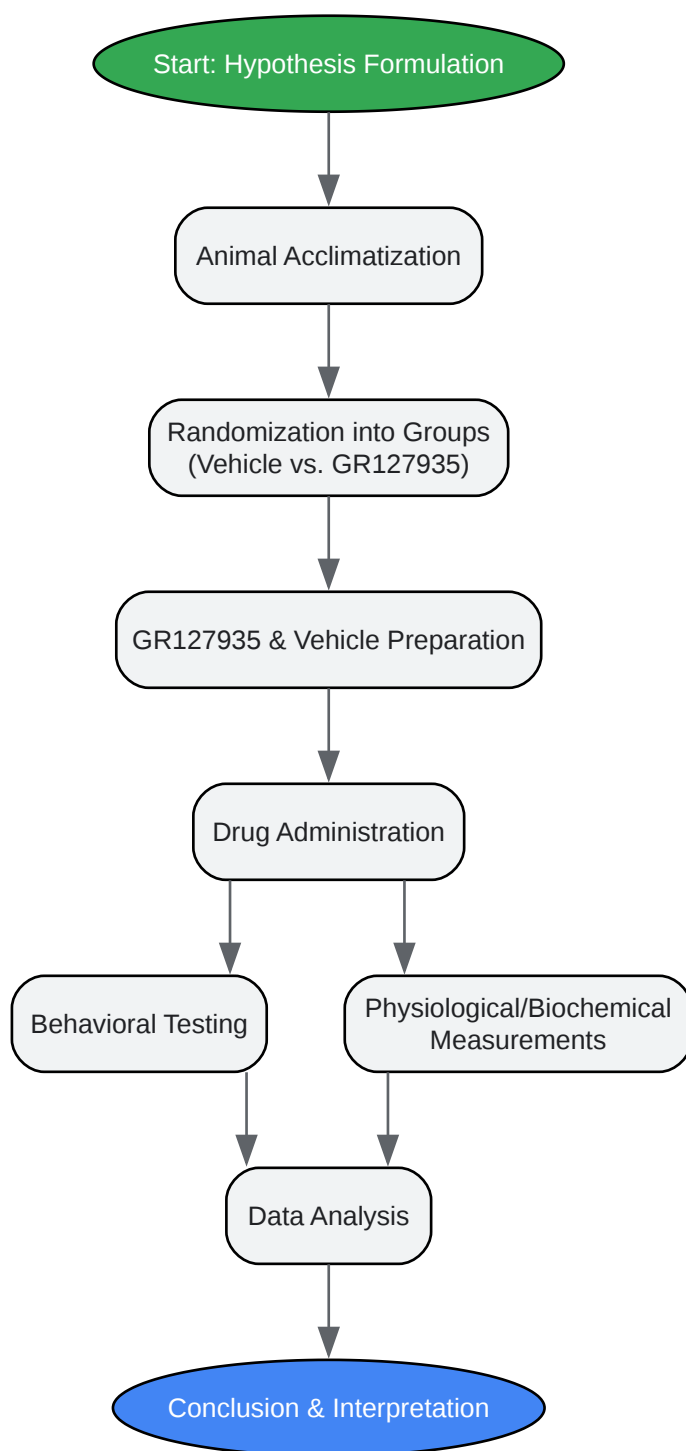 Start: Hypothesis Formulation
Animal Acclimatization
Randomization into Groups
(Vehicle vs. GR127935)
GR127935 & Vehicle Preparation
Drug Administration
Behavioral Testing
Physiological/Biochemical
Measurements
Data Analysis
Conclusion & Interpretation